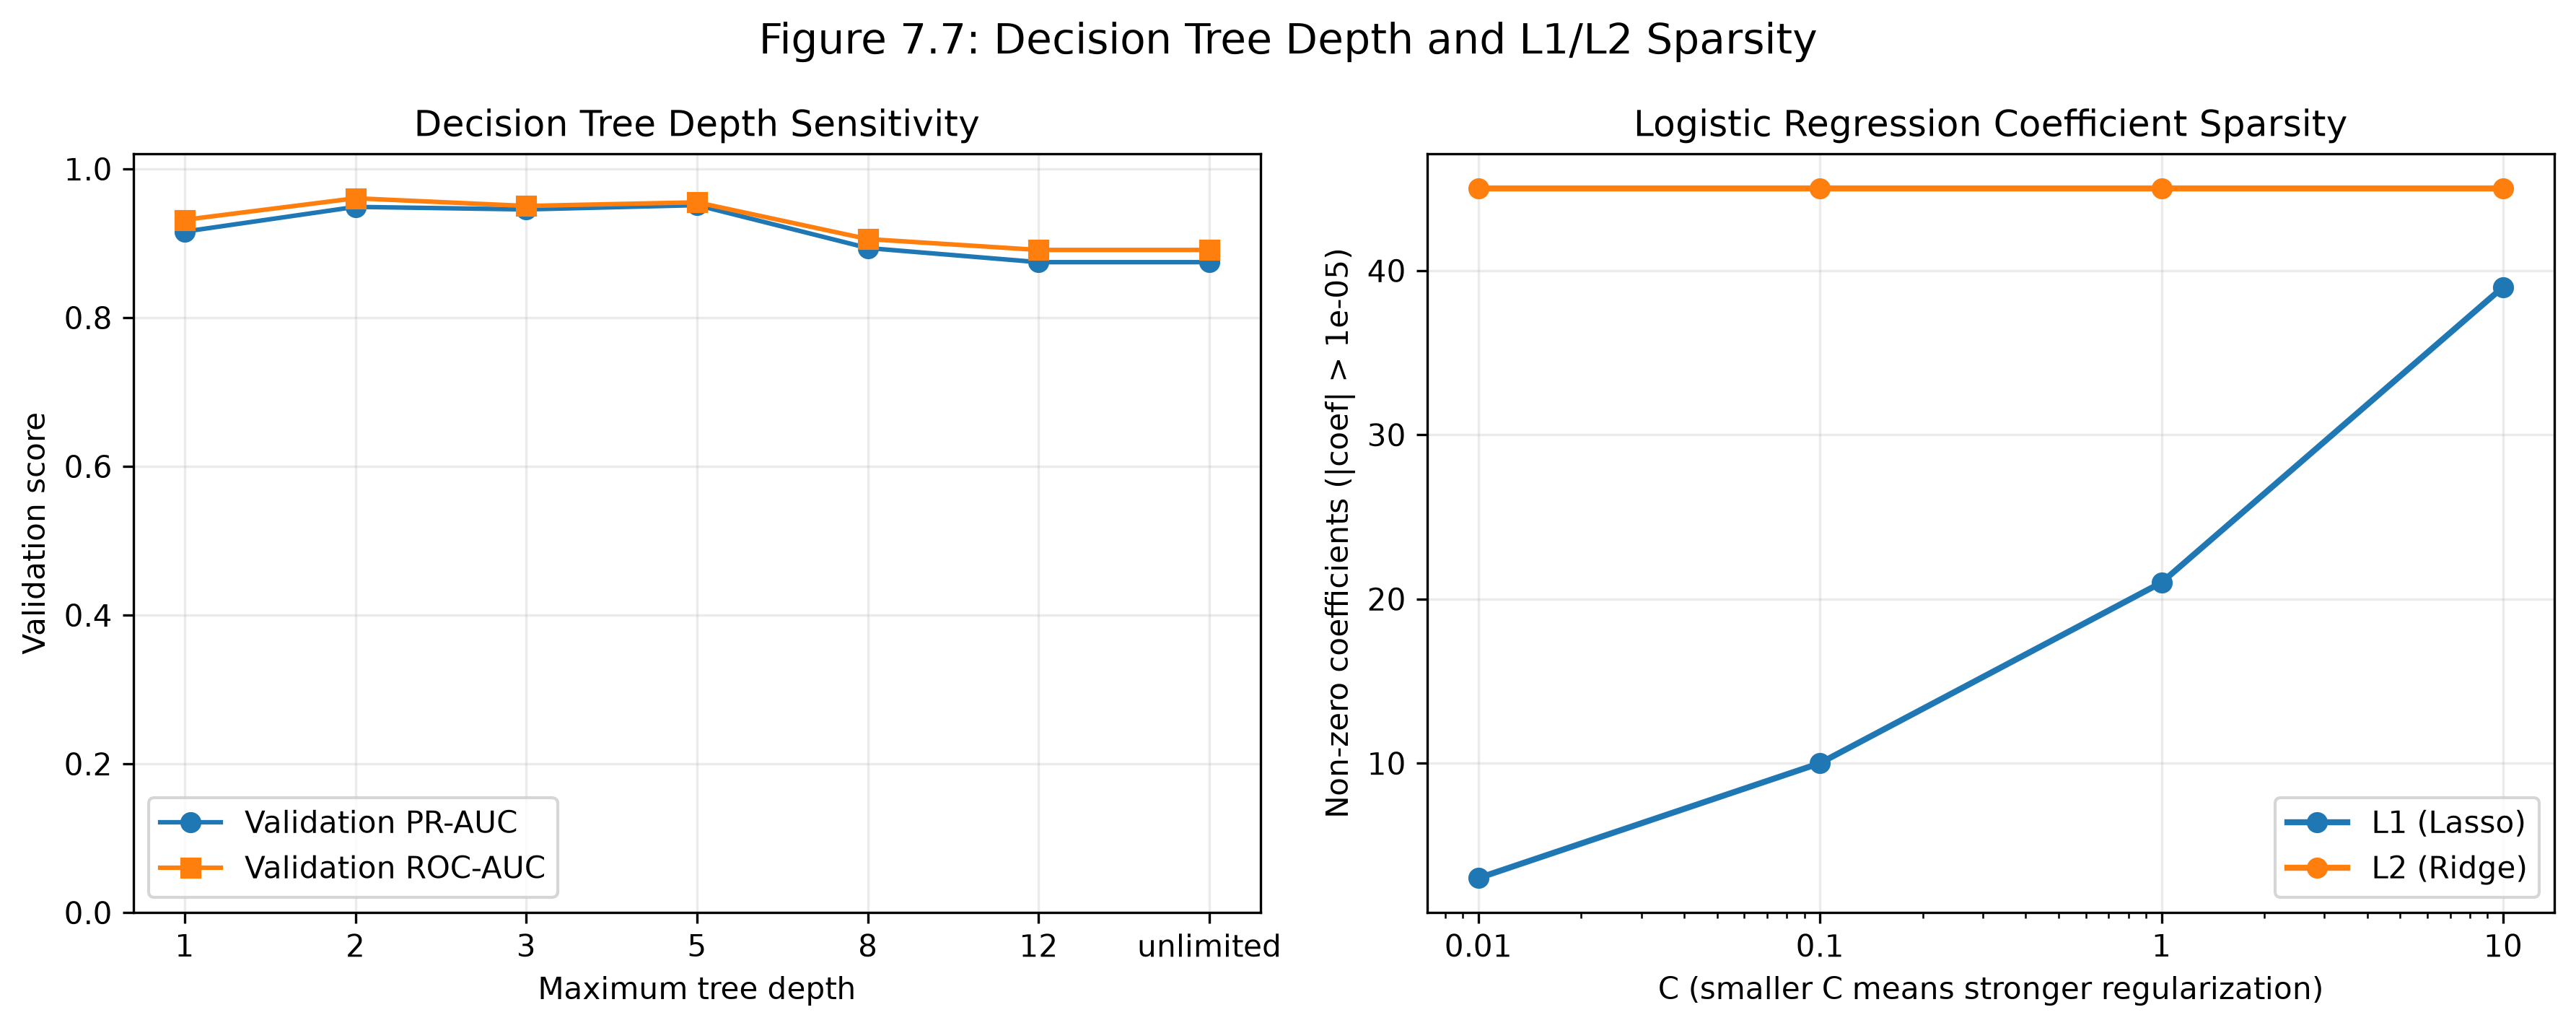 Figure 7.7: Decision Tree Depth and L1/L2 Sparsity
Decision Tree Depth Sensitivity
Validation score
1.0
0.8
0.6
0.4
0.2
0.0
Validation PR-AUC
Validation ROC-AUC
1 2 3 5 8 12 unlimited
Maximum tree depth
Logistic Regression Coefficient Sparsity
Non-zero coefficients (|coef| > 1e-05)
40
30
20
10
L1 (Lasso)
L2 (Ridge)
0.01 0.1 1 10
C (smaller C means stronger regularization)